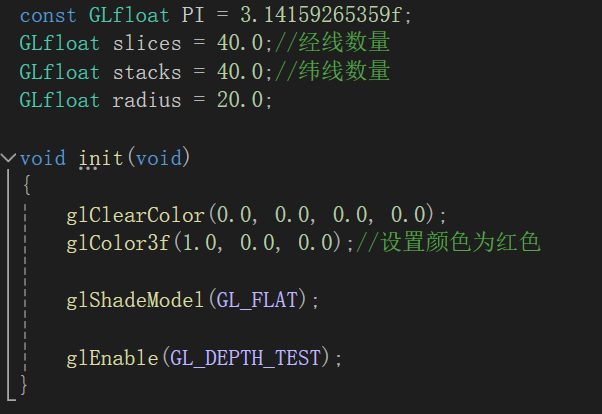 const GLfloat PI = 3.14159265359f;
GLfloat slices = 40.0;//经线数量
GLfloat stacks = 40.0;//纬线数量
GLfloat radius = 20.0;
void init(void)
{
glClearColor(0.0, 0.0, 0.0, 0.0);
glColor3f(1.0, 0.0, 0.0);//设置颜色为红色
glShadeModel(GL_FLAT);
glEnable(GL_DEPTH_TEST);
}